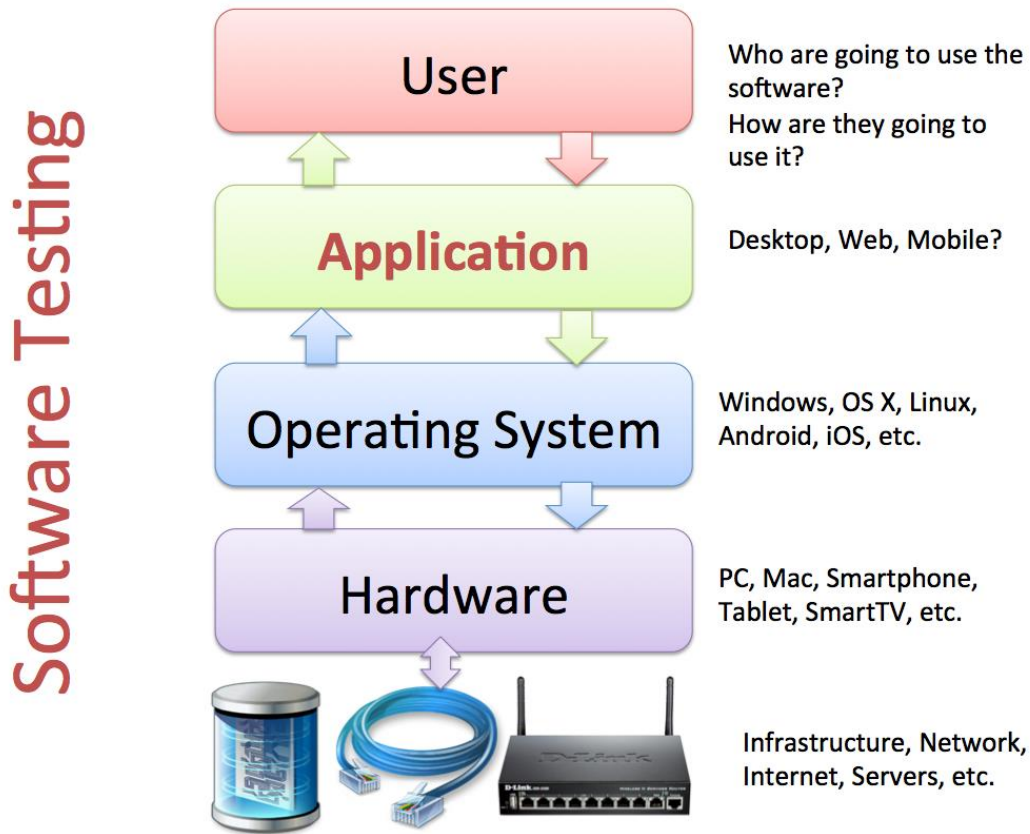 Software Testing
User
Who are going to use the
software?
How are they going to
use it?
Application
Desktop, Web, Mobile?
Operating System
Windows, OS X, Linux,
Android, iOS, etc.
Hardware
PC, Mac, Smartphone,
Tablet, SmartTV, etc.
D-Link
D-Link
Infrastructure, Network,
Internet, Servers, etc.